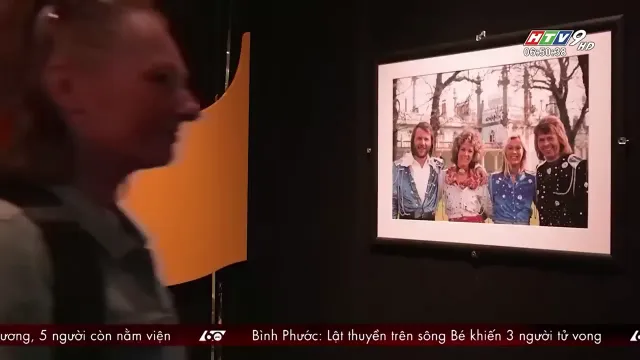 HTV9 HD
06:50:38
ương, 5 người còn nằm viện 60 Bình Phước: Lật thuyền trên sông Bé khiến 3 người tử vong